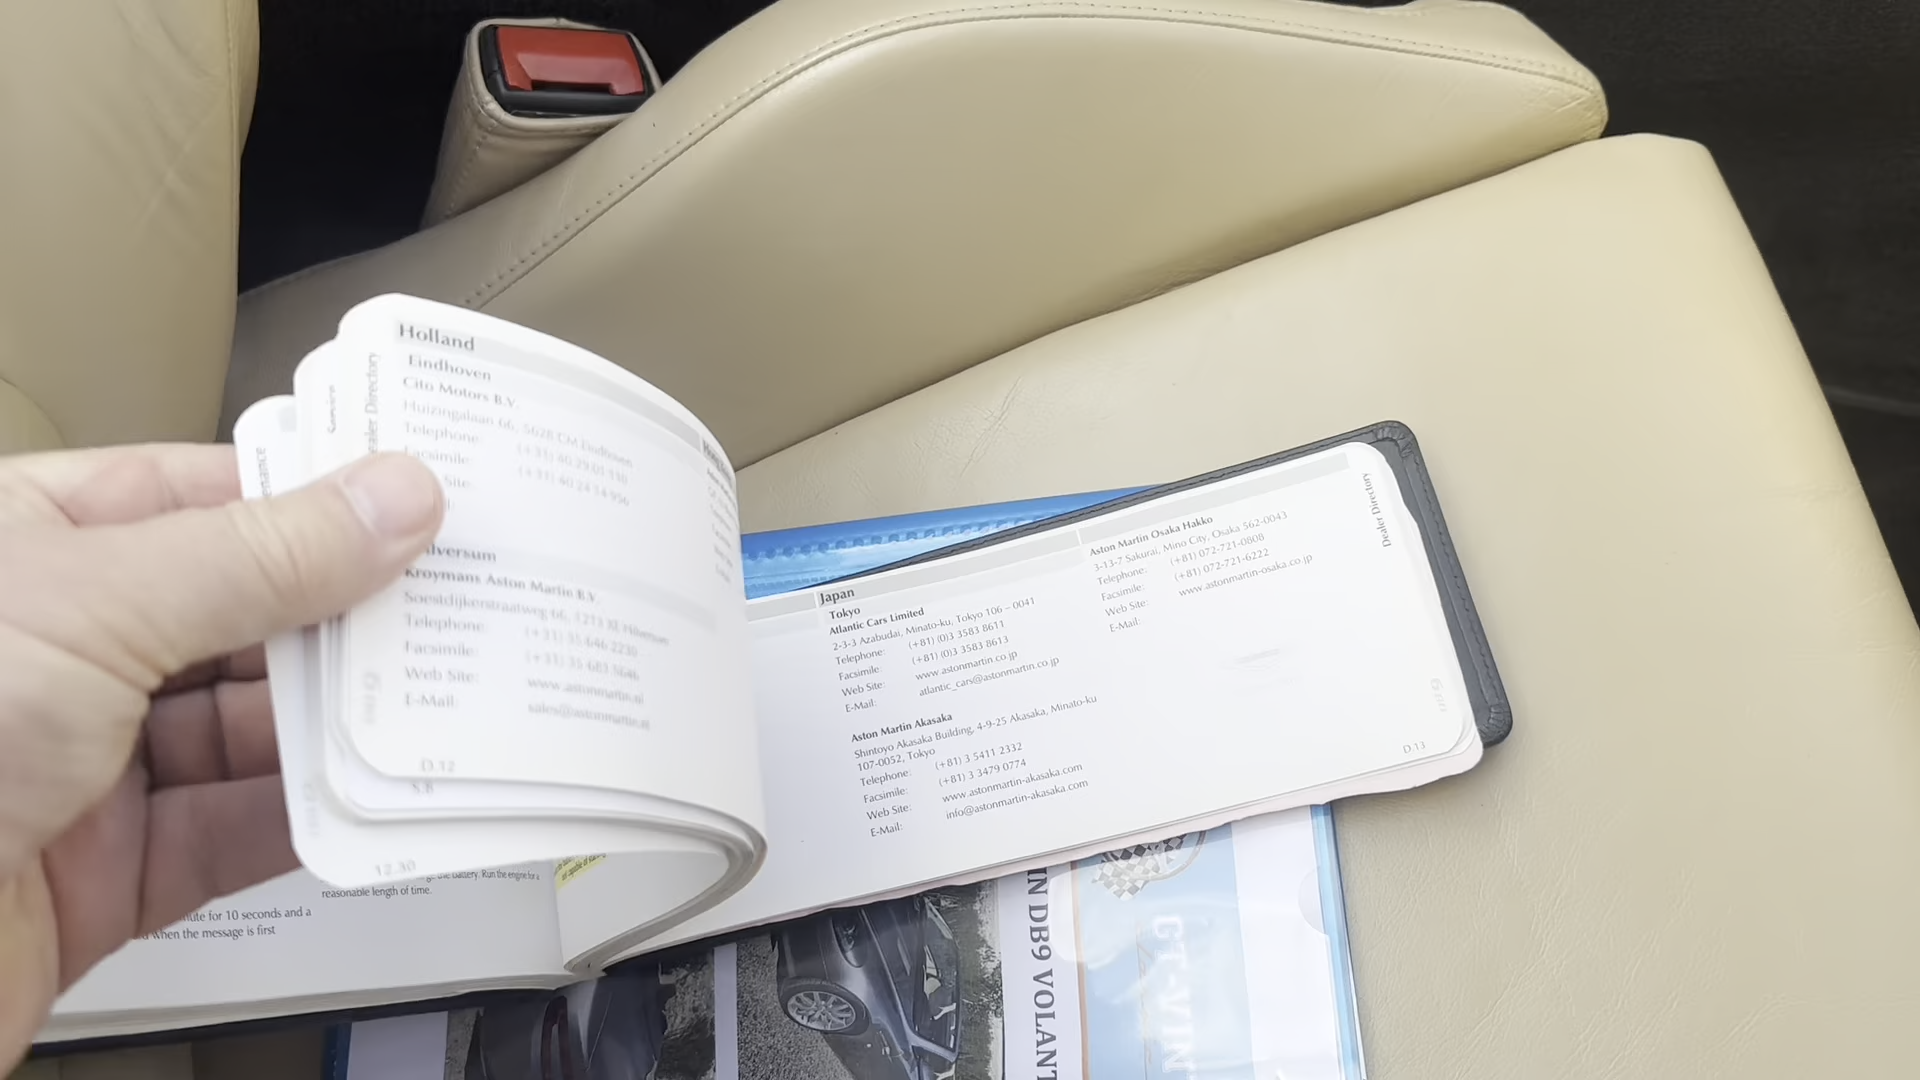 Holland
Eindhoven
Cito Motors B.V.
Huizingalaan 66, 5628 CM Eindhoven
Telephone: (+31) 40 29 01 110
Facsimile:
Site:
Kroymans Aston Martin B.V.
Soestdijkerstraatweg 66, 1213 XE Hilversum
Telephone: (+31) 35 646 2230
Facsimile: (+31) 35 683 5646
Web Site: www.astonmartin.nl
E-Mail: sales@astonmartin.nl
Dealer Directory
D.12
S.8
12.30
reasonable length of time.
battery. Run the engine for a
for 10 seconds and a
when the message is first
Japan
Tokyo
Atlantic Cars Limited
2-3-3 Azabudai, Minato-ku, Tokyo 106 – 0041
Telephone: (+81) (0)3 3583 8611
Facsimile: (+81) (0)3 3583 8613
Web Site: www.astonmartin.co.jp
E-Mail: atlantic_cars@astonmartin.co.jp
Aston Martin Akasaka
Shintoyo Akasaka Building, 4-9-25 Akasaka, Minato-ku
107-0052, Tokyo
Telephone: (+81) 3 5411 2332
Facsimile: (+81) 3 3479 0774
Web Site: www.astonmartin-akasaka.com
E-Mail: info@astonmartin-akasaka.com
Aston Martin Osaka Hakko
3-13-7 Sakurai, Mino City, Osaka 562-0043
Telephone: (+81) 072-721-0808
Facsimile: (+81) 072-721-6222
Web Site: www.astonmartin-osaka.co.jp
E-Mail:
Dealer Directory
D.13
DB9 VOLANT
GT-VIN